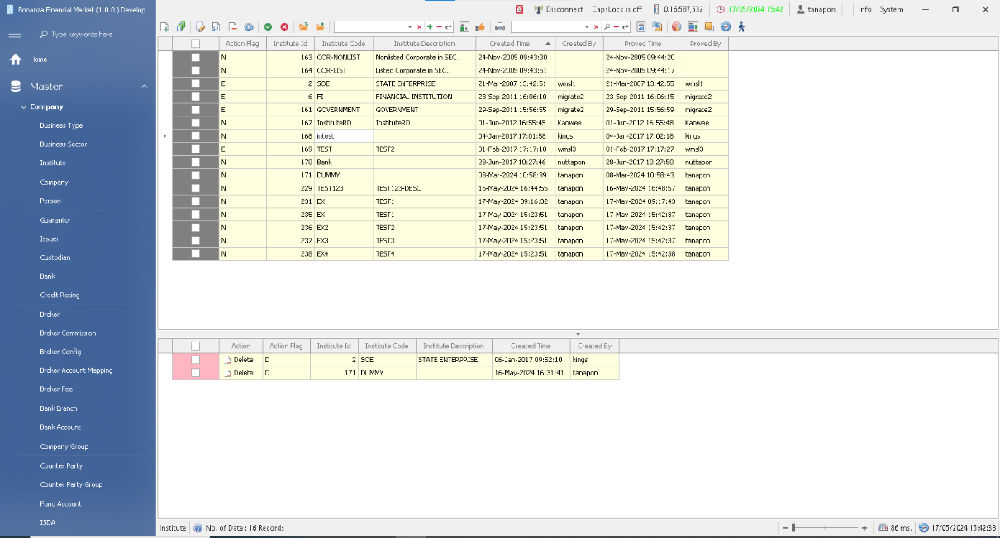 Bonanza Financial Market (1.0.0 ) Develop...
Disconnect CapsLock is off 0.16:587,532 17/05/2024 15:42 tanapon Info System
Type keywords here
Home
Master
Company
Business Type
Business Sector
Institute
Company
Person
Guarantor
Issuer
Custodian
Bank
Credit Rating
Broker
Broker Commission
Broker Config
Broker Account Mapping
Broker Fee
Bank Branch
Bank Account
Company Group
Counter Party
Counter Party Group
Fund Account
ISDA
Action Flag Institute Id Institute Code Institute Description Created Time Created By Proved Time Proved By
N 163 COR-NONLIST Nonlisted Corporate in SEC. 24-Nov-2005 09:43:30 24-Nov-2005 09:44:20
N 164 COR-LIST Listed Corporate in SEC. 24-Nov-2005 09:43:51 24-Nov-2005 09:44:17
E 2 SOE STATE ENTERPRISE 21-Mar-2007 13:42:51 wmsl1 21-Mar-2007 13:42:55 wmsl1
E 6 FI FINANCIAL INSTITUTION 23-Sep-2011 16:06:10 migrate2 23-Sep-2011 16:06:15 migrate2
E 161 GOVERNMENT GOVERNMENT 29-Sep-2011 15:56:55 migrate2 29-Sep-2011 15:56:59 migrate2
N 167 InstituteRD InstituteRD 01-Jun-2012 16:55:45 Kanwee 01-Jun-2012 16:55:48 Kanwee
N 168 intest 04-Jan-2017 17:01:58 kings 04-Jan-2017 17:02:18 kings
E 169 TEST TEST2 01-Feb-2017 17:17:18 wmsl3 01-Feb-2017 17:17:27 wmsl3
N 170 Bank 28-Jun-2017 10:27:46 nuttapon 28-Jun-2017 10:27:50 nuttapon
N 171 DUMMY 08-Mar-2024 10:58:39 tanapon 08-Mar-2024 10:58:43 tanapon
N 229 TEST123 TEST123-DESC 16-May-2024 16:44:55 tanapon 16-May-2024 16:48:57 tanapon
N 231 EX TEST1 17-May-2024 09:16:32 tanapon 17-May-2024 09:17:43 tanapon
N 235 EX TEST1 17-May-2024 15:23:51 tanapon 17-May-2024 15:42:37 tanapon
N 236 EX2 TEST2 17-May-2024 15:23:51 tanapon 17-May-2024 15:42:37 tanapon
N 237 EX3 TEST3 17-May-2024 15:23:51 tanapon 17-May-2024 15:42:37 tanapon
N 238 EX4 TEST4 17-May-2024 15:23:51 tanapon 17-May-2024 15:42:38 tanapon
Action Action Flag Institute Id Institute Code Institute Description Created Time Created By
Delete D 2 SOE STATE ENTERPRISE 06-Jan-2017 09:52:10 kings
Delete D 171 DUMMY 16-May-2024 16:31:41 tanapon
Institute No. of Data : 16 Records 86 ms. 17/05/2024 15:42:38